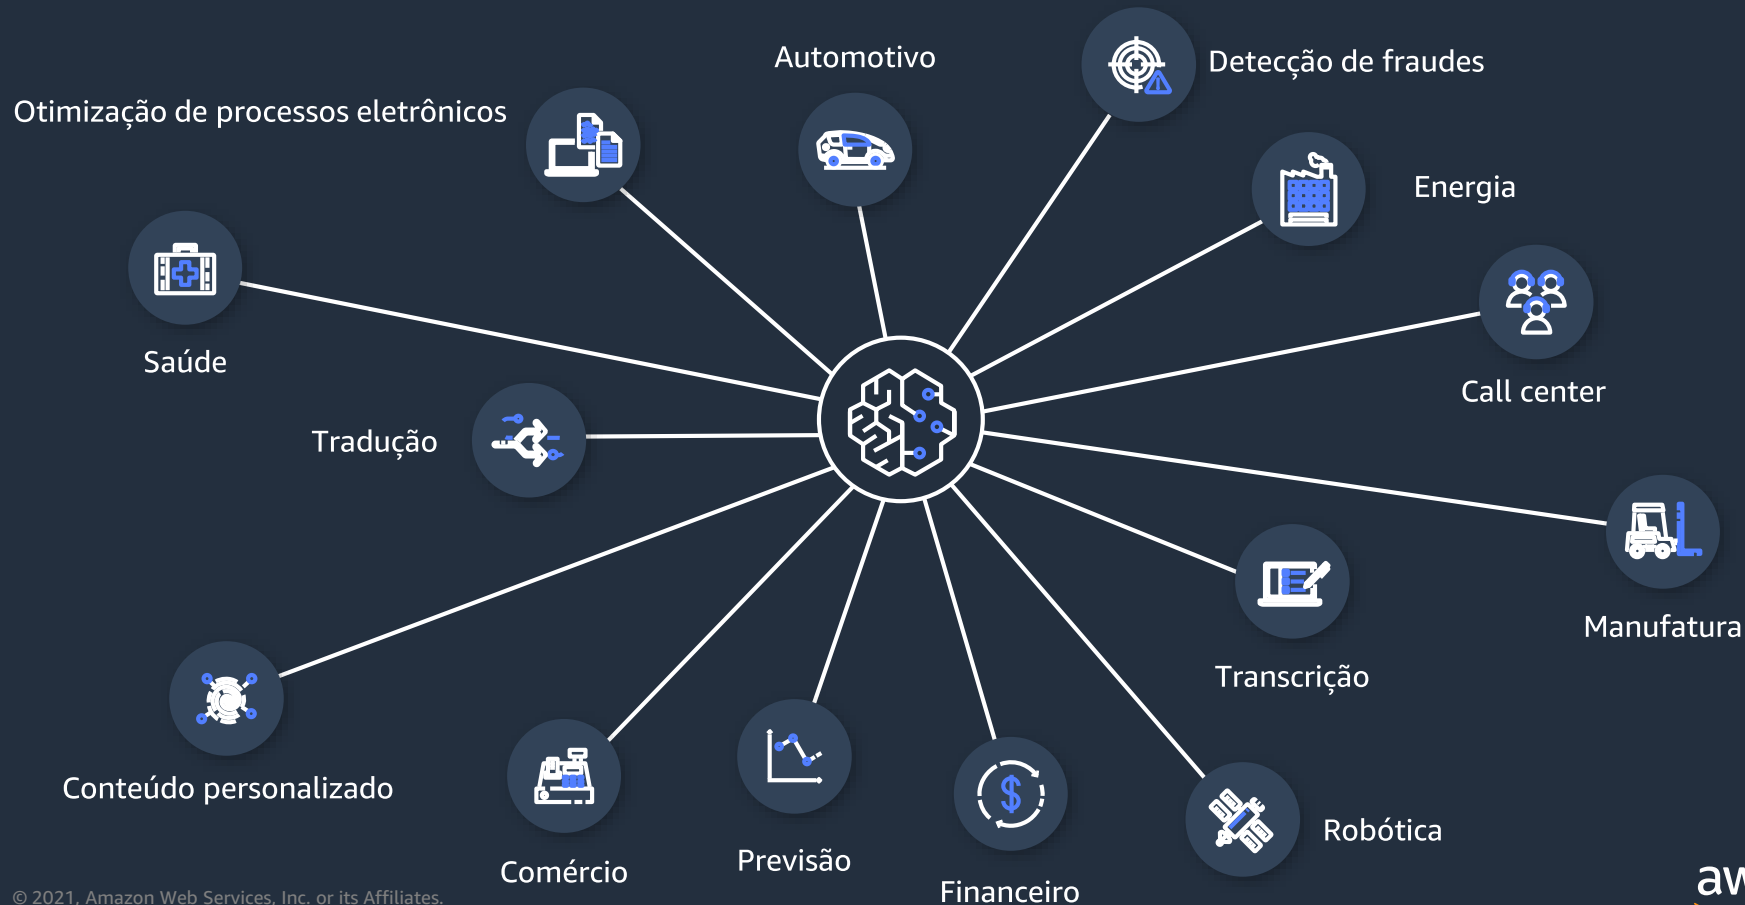 Automotivo
Detecção de fraudes
Otimização de processos eletrônicos
Energia
Saúde
Call center
Tradução
Manufatura
Transcrição
Conteúdo personalizado
Robótica
Previsão
Comércio
Financeiro
© 2021, Amazon Web Services, Inc. or its Affiliates.